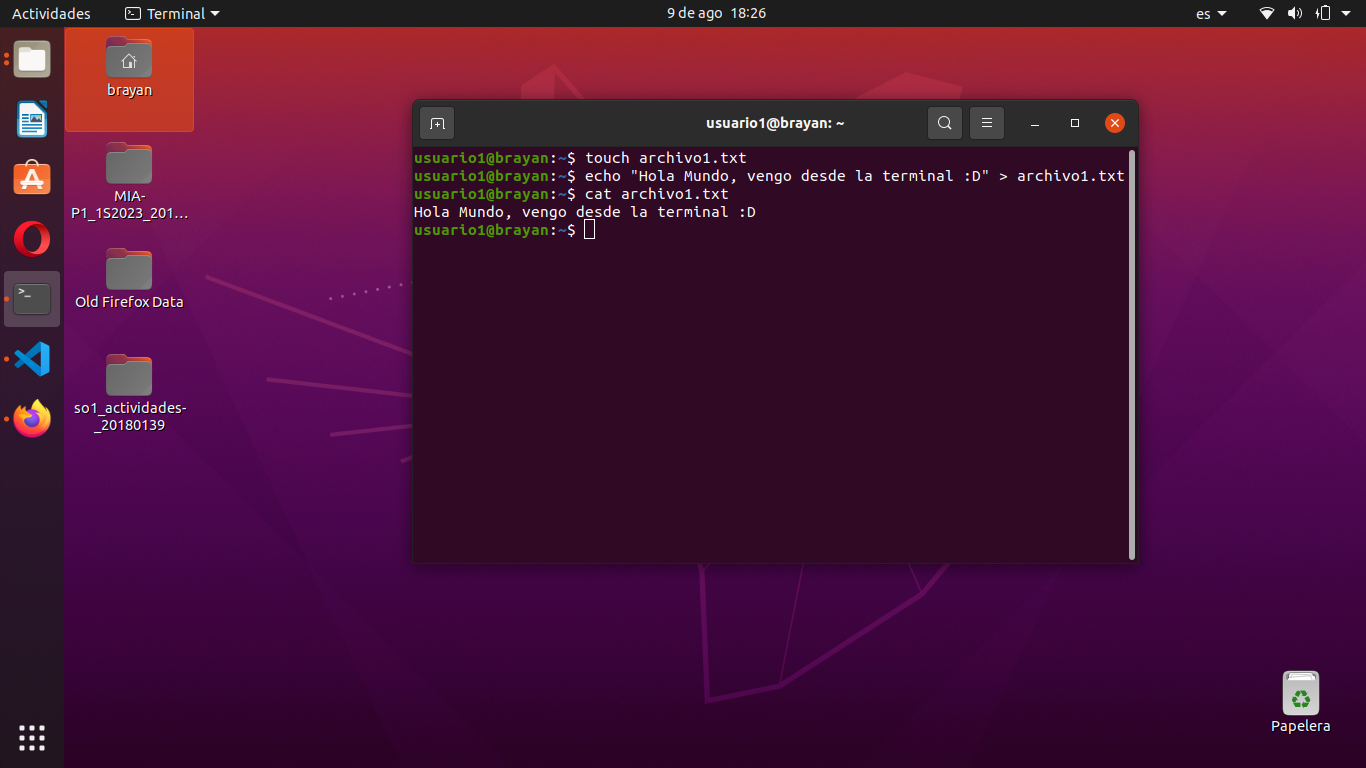 Actividades
Terminal
9 de ago 18:26
es
brayan
MIA-
P1_1S2023_201…
Old Firefox Data
so1_actividades-
_20180139
usuario1@brayan: ~
usuario1@brayan:~$ touch archivo1.txt
usuario1@brayan:~$ echo "Hola Mundo, vengo desde la terminal :D" > archivo1.txt
usuario1@brayan:~$ cat archivo1.txt
Hola Mundo, vengo desde la terminal :D
usuario1@brayan:~$
Papelera